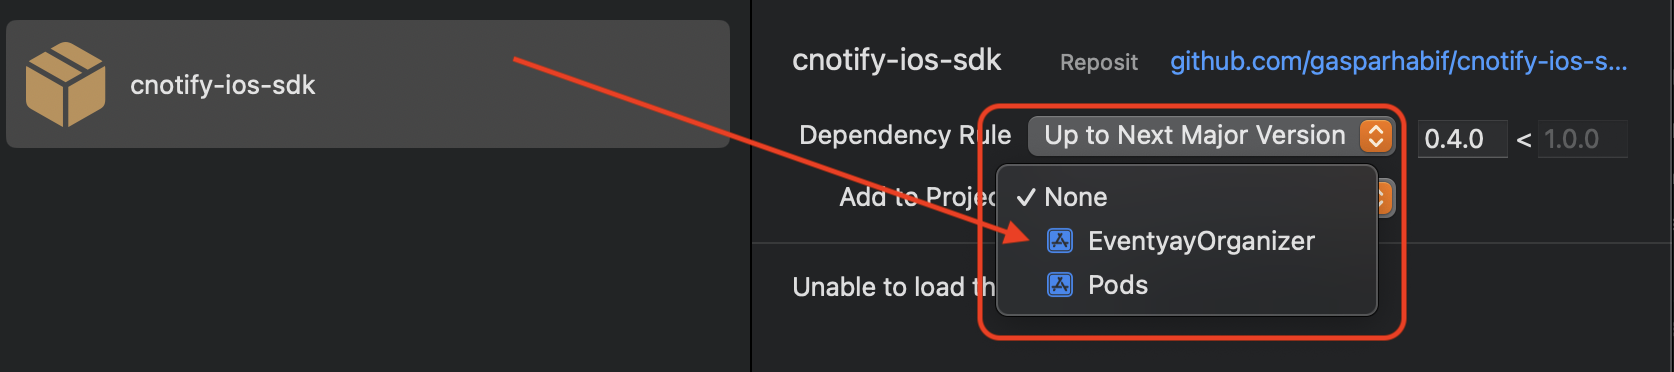 cnotify-ios-sdk
cnotify-ios-sdk Reposit github.com/gasparhabif/cnotify-ios-s...
Dependency Rule Up to Next Major Version 0.4.0 < 1.0.0
Add to Projec ✓ None
EventyayOrganizer
Pods
Unable to load th